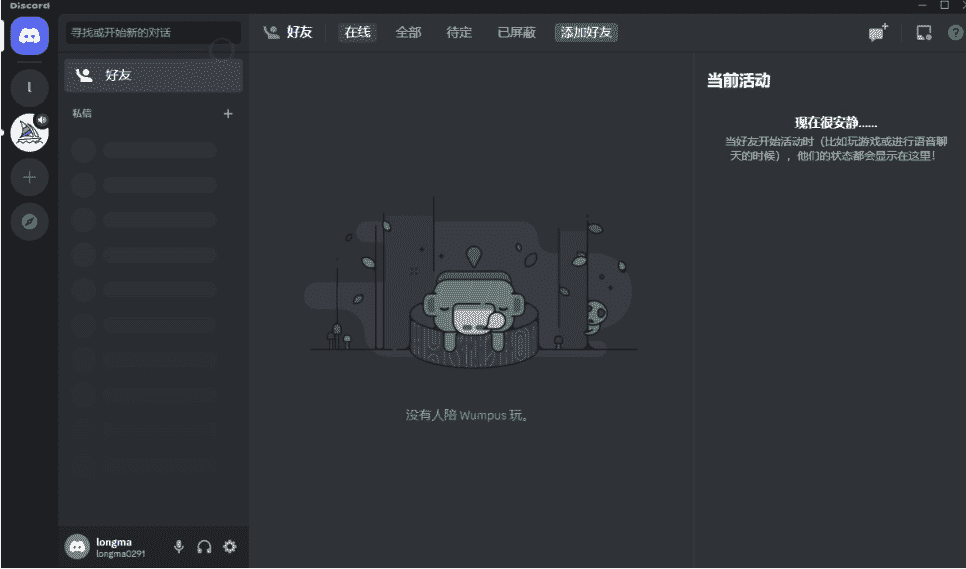 Discord
寻找或开始新的对话
好友
在线
全部
待定
已屏蔽
添加好友
l
好友
私信
没有人陪 Wumpus 玩。
当前活动
现在很安静......
当好友开始活动时（比如玩游戏或进行语音聊
天的时候），他们的状态都会显示在这里！
longma
longma0291